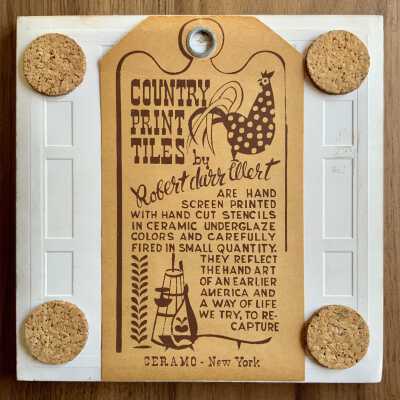 COUNTRY
PRINT
TILES by
Robert Darr Wert
ARE HAND
SCREEN PRINTED
WITH HAND CUT STENCILS
IN CERAMIC UNDERGLAZE
COLORS AND CAREFULLY
FIRED IN SMALL QUANTITY.
THEY REFLECT
THE HAND ART
OF AN EARLIER
AMERICA AND
A WAY OF LIFE
WE TRY, TO RE-
CAPTURE
CERAMO - New York